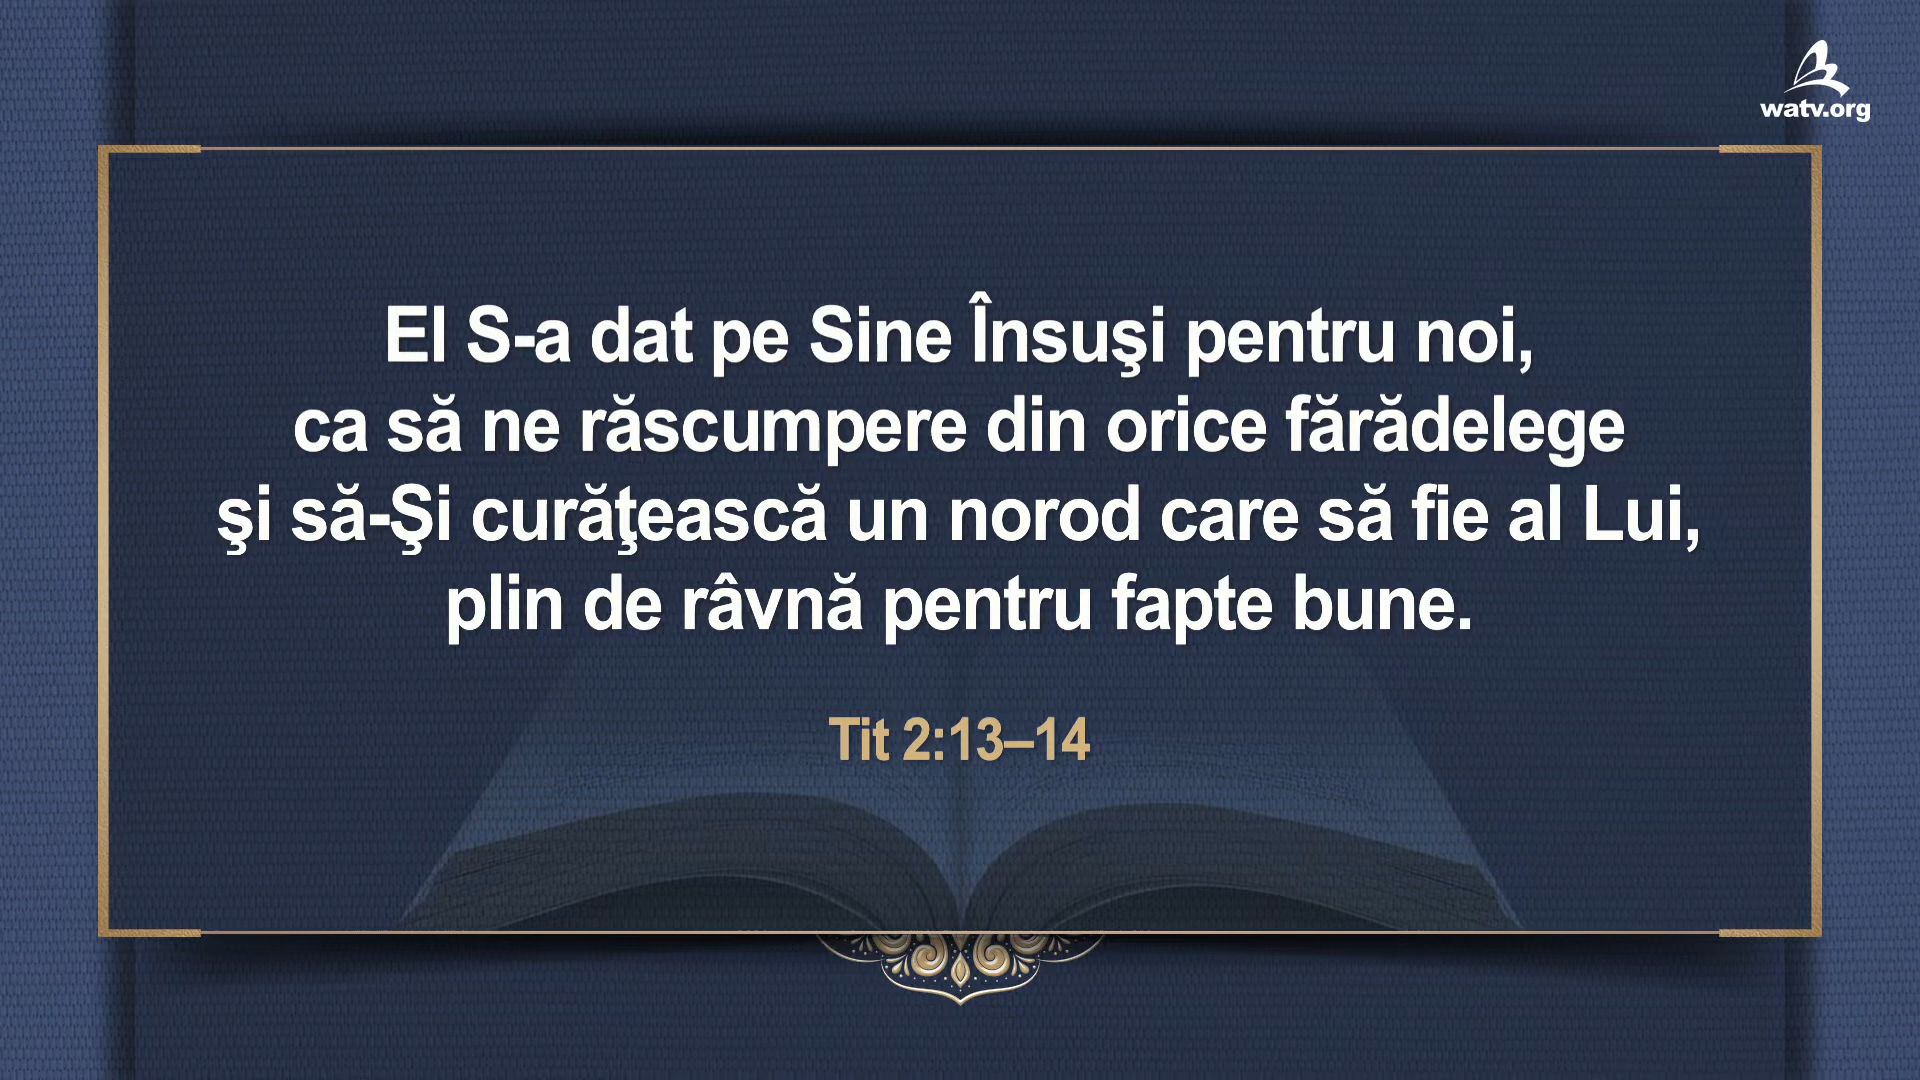 watv.org
El S-a dat pe Sine Însuşi pentru noi,
ca să ne răscumpere din orice fărădelege
şi să-Şi curăţească un norod care să fie al Lui,
plin de râvnă pentru fapte bune.
Tit 2:13–14